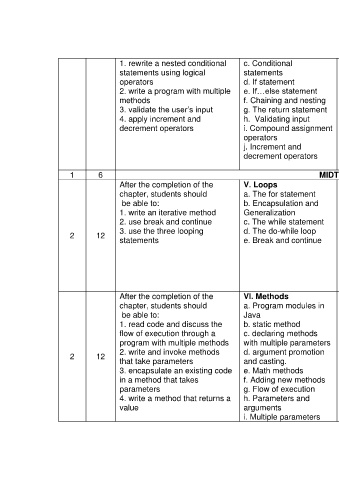 1. rewrite a nested conditional
statements using logical
operators
2. write a program with multiple
methods
3. validate the user's input
4. apply increment and
decrement operators
c. Conditional
statements
d. If statement
e. If…else statement
f. Chaining and nesting
g. The return statement
h.  Validating input
i. Compound assignment
operators
j, Increment and
decrement operators
1
6
MIDT
2
12
After the completion of the
chapter, students should
be able to:
1. write an iterative method
2. use break and continue
3. use the three looping
statements
V. Loops
a. The for statement
b. Encapsulation and
Generalization
c. The while statement
d. The do-while loop
e. Break and continue
2
12
After the completion of the
chapter, students should
be able to:
1. read code and discuss the
flow of execution through a
program with multiple methods
2. write and invoke methods
that take parameters
3. encapsulate an existing code
in a method that takes
parameters
4. write a method that returns a
value
VI. Methods
a. Program modules in
Java
b. static method
c. declaring methods
with multiple parameters
d. argument promotion
and casting.
e. Math methods
f. Adding new methods
g. Flow of execution
h. Parameters and
arguments
i. Multiple parameters